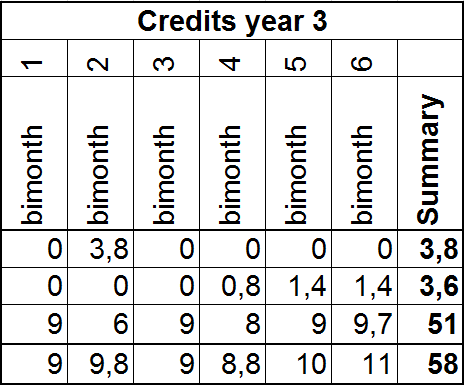 Credits year 3
1 2 3 4 5 6
bimonth bimonth bimonth bimonth bimonth bimonth Summary
0 3,8 0 0 0 0 3,8
0 0 0 0,8 1,4 1,4 3,6
9 6 9 8 9 9,7 51
9 9,8 9 8,8 10 11 58